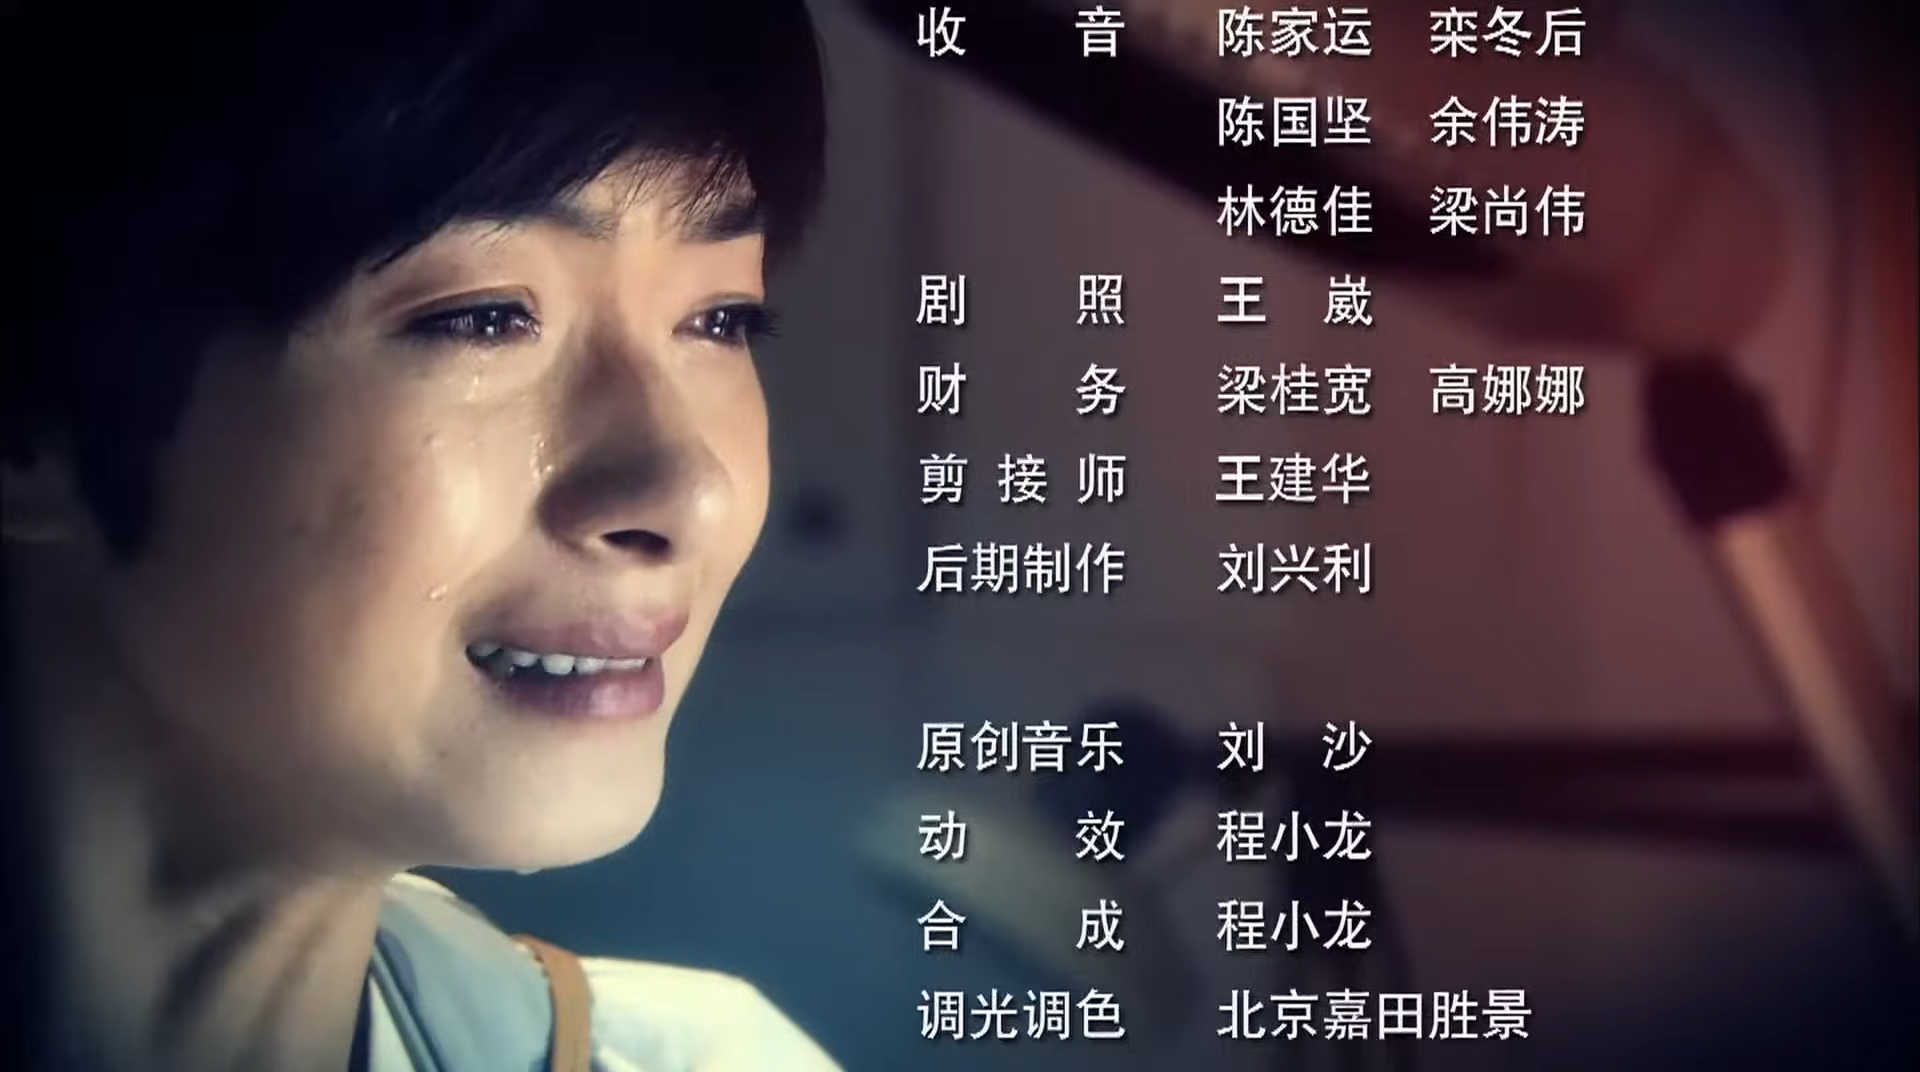 收音 陈家运 栾冬后
陈国坚 余伟涛
林德佳 梁尚伟
剧照 王崴
财务 梁桂宽 高娜娜
剪接师 王建华
后期制作 刘兴利
原创音乐 刘沙
动效 程小龙
合成 程小龙
调光调色 北京嘉田胜景